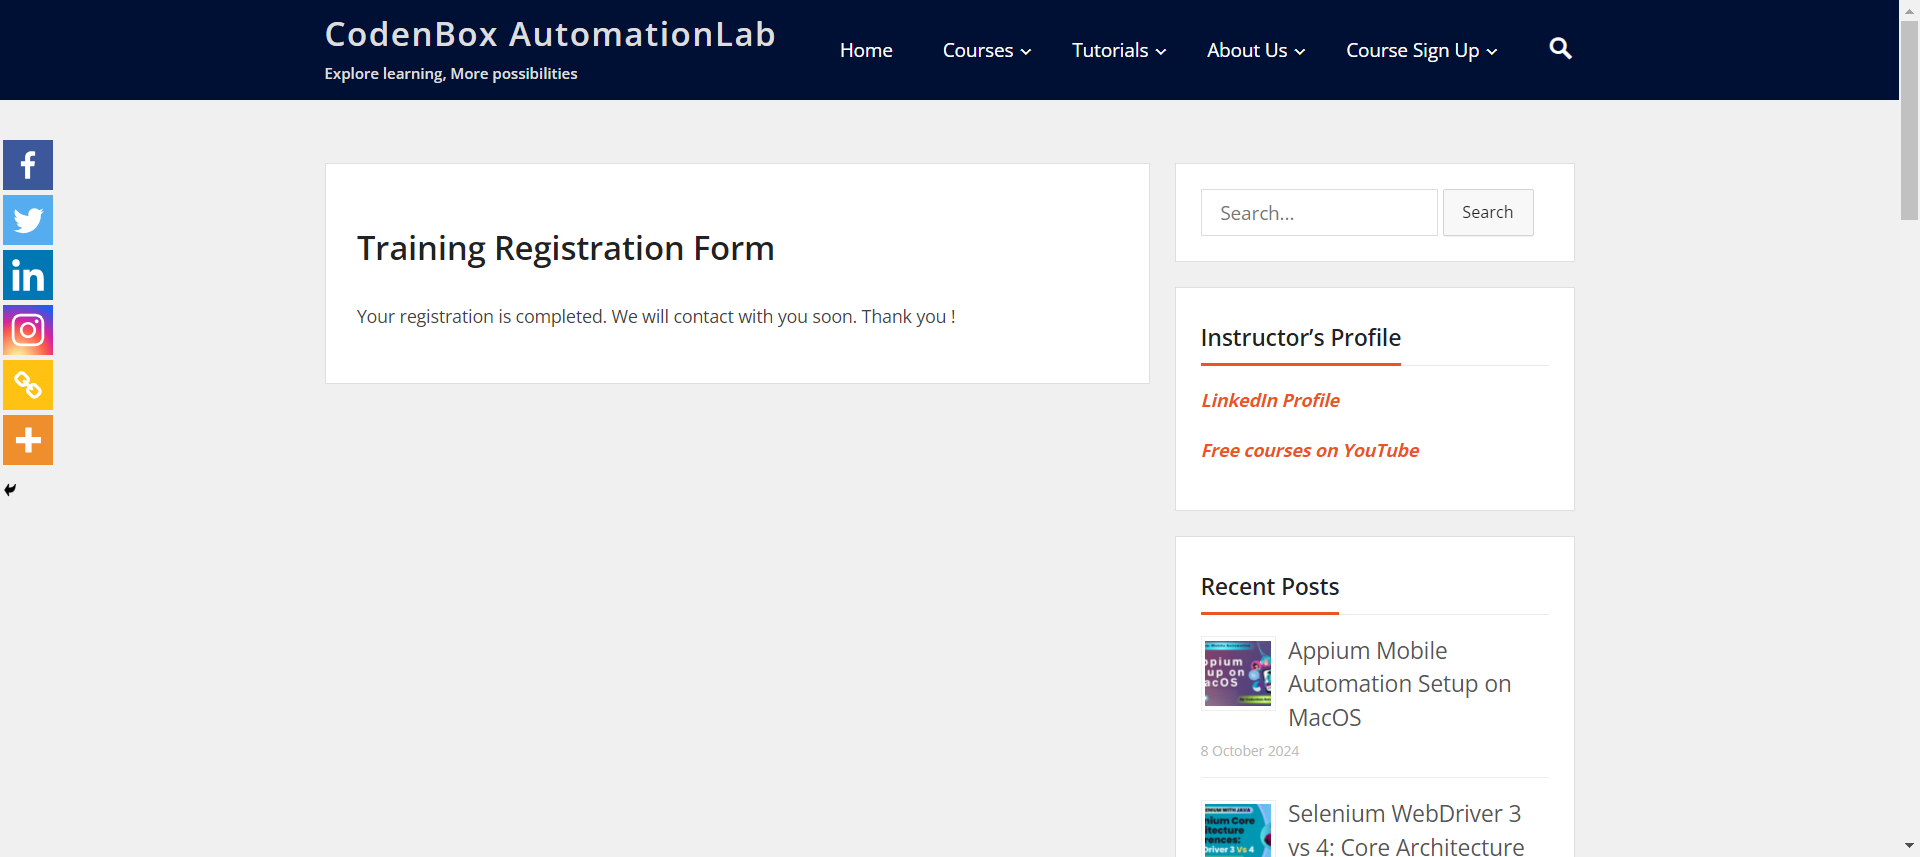 CodenBox AutomationLab
Explore learning, More possibilities
Home
Courses
Tutorials
About Us
Course Sign Up
Training Registration Form
Your registration is completed. We will contact with you soon. Thank you !
Search...
Search
Instructor’s Profile
LinkedIn Profile
Free courses on YouTube
Recent Posts
Appium Mobile
Automation Setup on
MacOS
8 October 2024
Selenium WebDriver 3
vs 4: Core Architecture